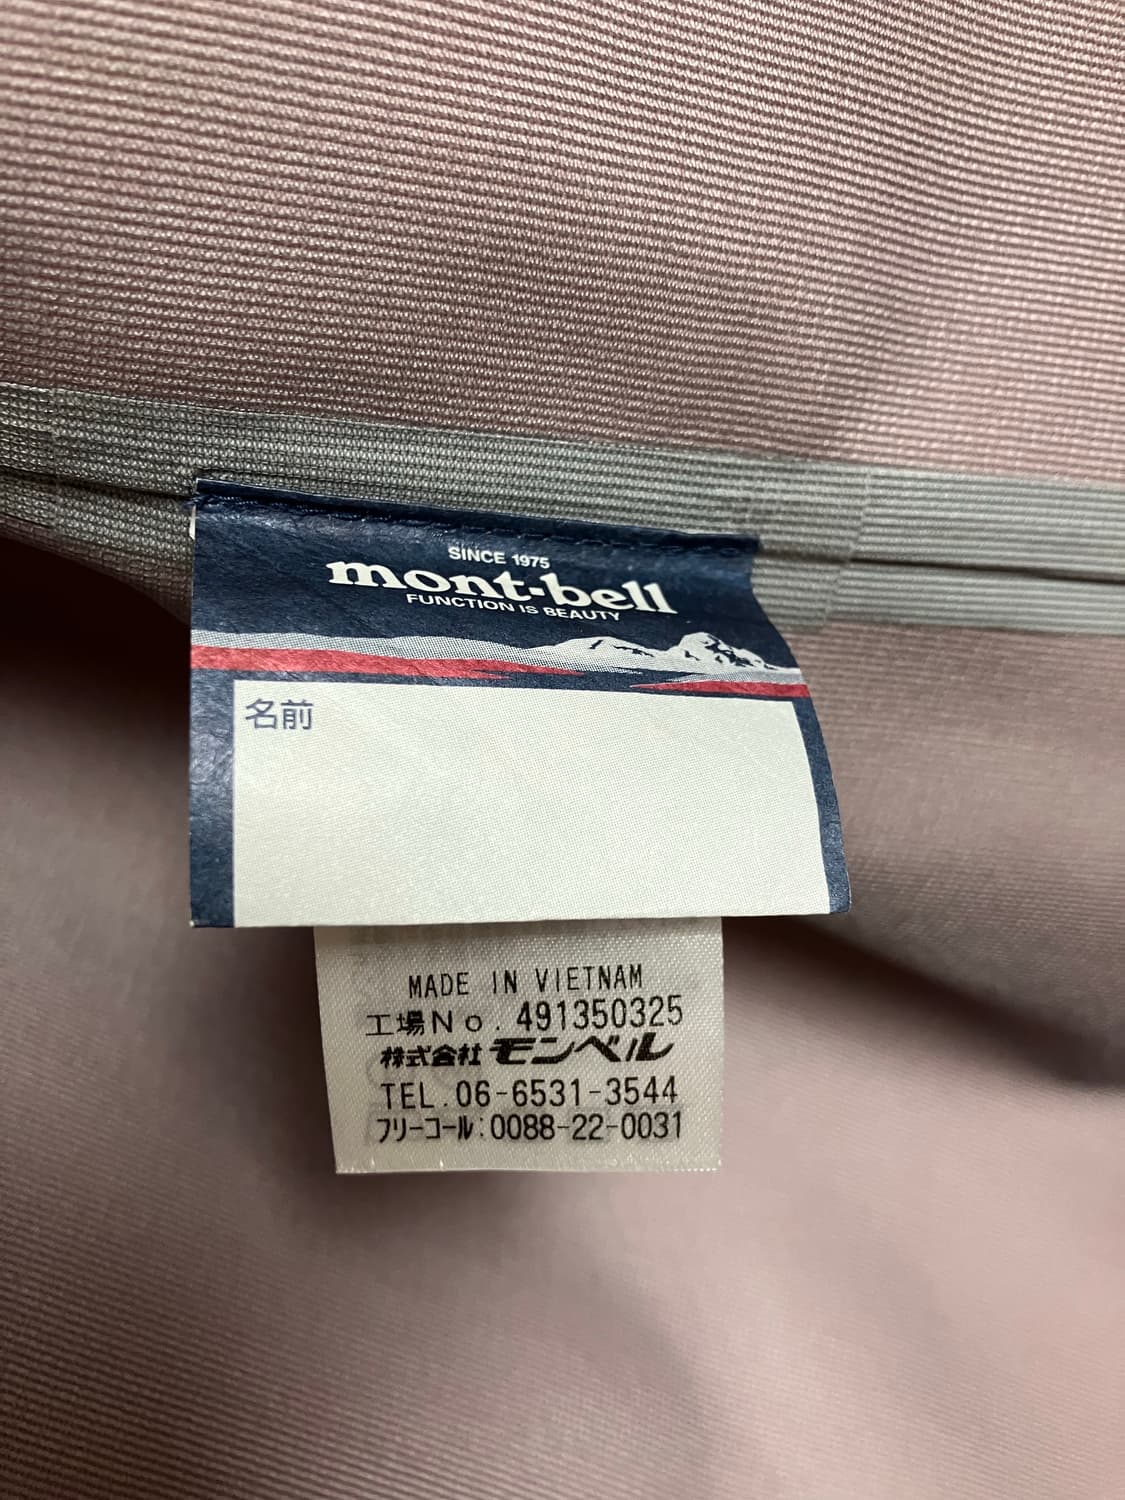 SINCE 1975
mont-bell
FUNCTION IS BEAUTY
名前
MADE IN VIETNAM
工場No. 491350325
株式会社モンベル
TEL.06-6531-3544
フリーコール:0088-22-0031